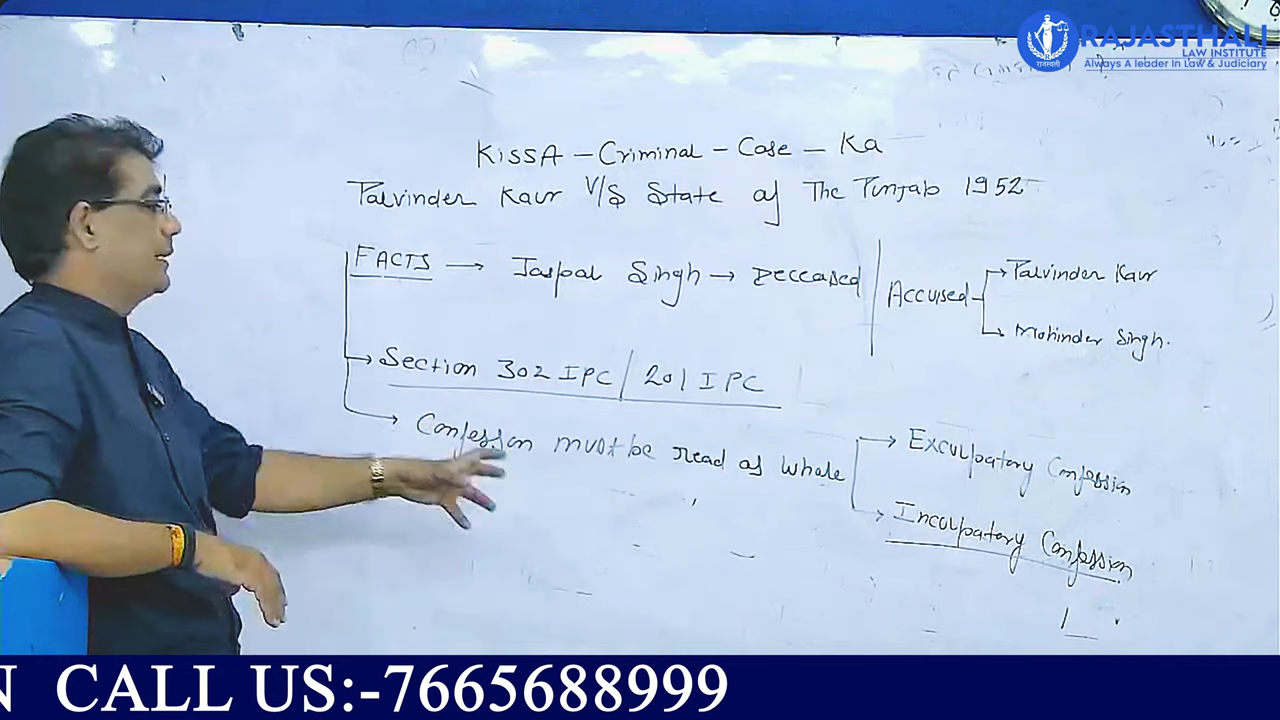 RAJASTHALI
LAW INSTITUTE
Always A leader In Law & Judiciary
राजस्थली
KISSA - Criminal - Case - Ka
Palvinder Kaur V/S State of The Punjab 1952
FACTS → Jaspal Singh → Deceased
Accused
Palvinder Kaur
Mohinder Singh.
Section 302 IPC / 201 IPC
Confession must be read as whole
Exculpatory Confession
Inculpatory Confession
N CALL US:-7665688999